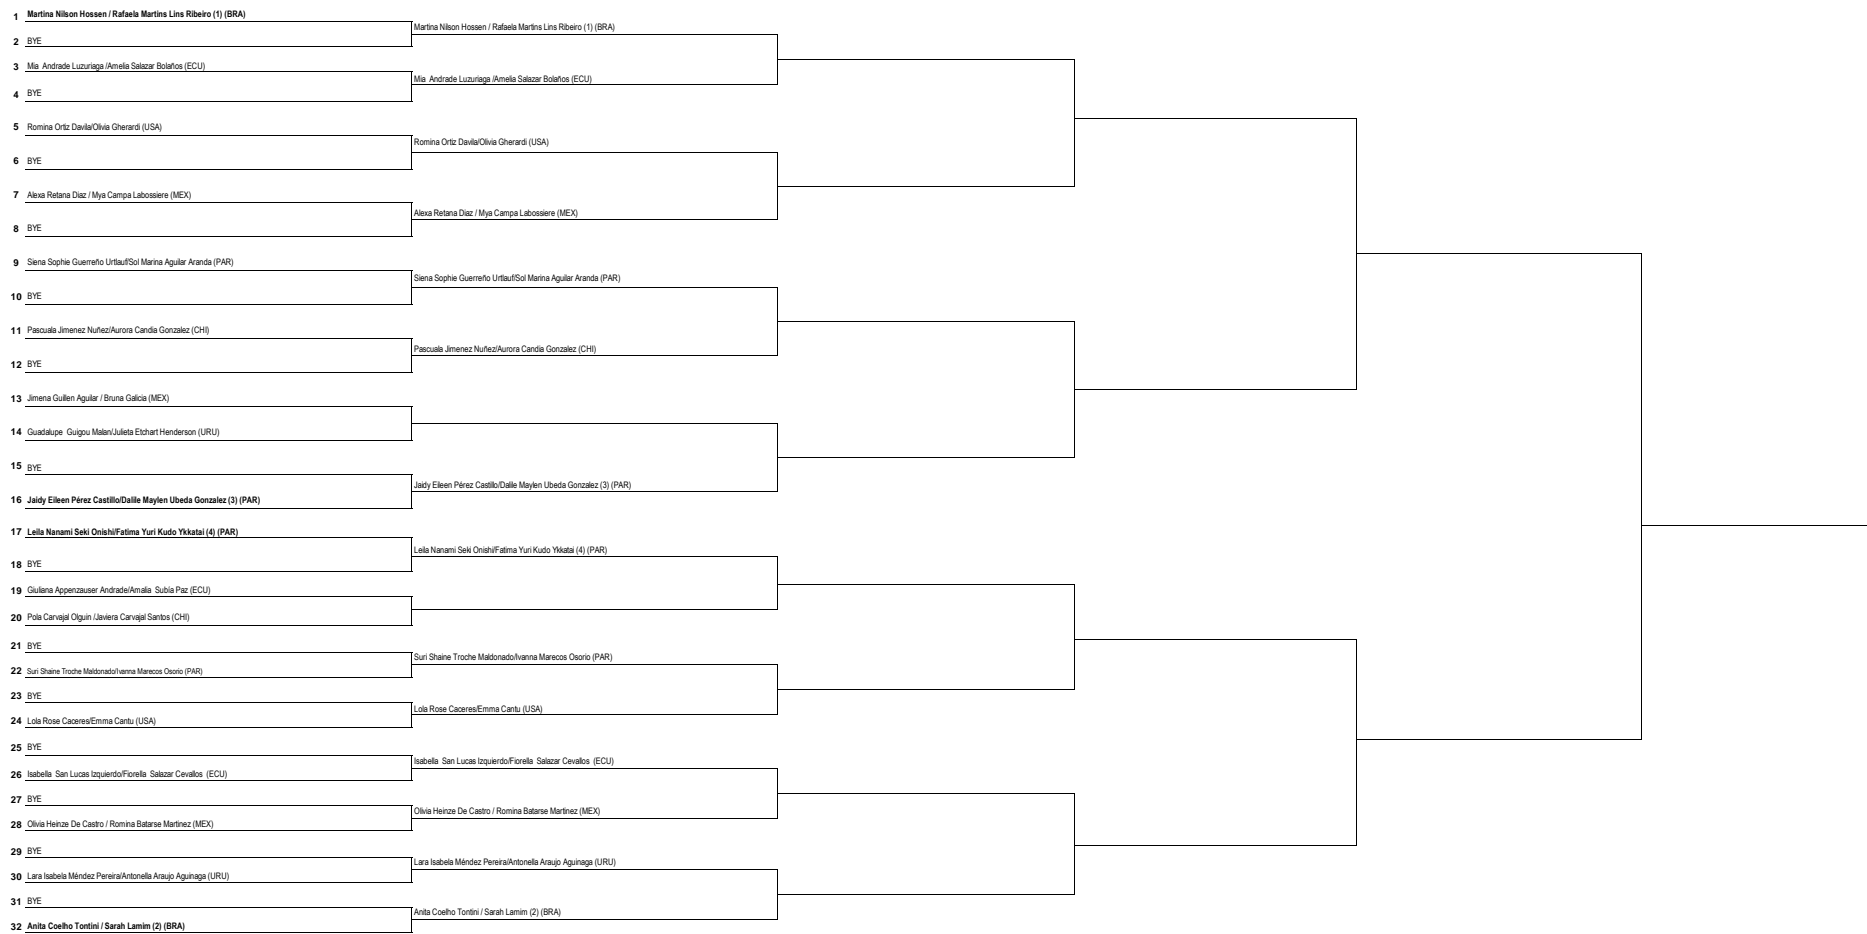 1 Martina Nilson Hossen / Rafaela Martins Lins Ribeiro (1) (BRA)
Martina Nilson Hossen / Rafaela Martins Lins Ribeiro (1) (BRA)
2 BYE
3 Mia Andrade Luzuriaga /Amelia Salazar Bolaños (ECU)
Mia Andrade Luzuriaga /Amelia Salazar Bolaños (ECU)
4 BYE
5 Romina Ortiz Davila/Olivia Gherardi (USA)
Romina Ortiz Davila/Olivia Gherardi (USA)
6 BYE
7 Alexa Retana Diaz / Mya Campa Labossiere (MEX)
Alexa Retana Diaz / Mya Campa Labossiere (MEX)
8 BYE
9 Siena Sophie Guerreño Urtlauf/Sol Marina Aguilar Aranda (PAR)
Siena Sophie Guerreño Urtlauf/Sol Marina Aguilar Aranda (PAR)
10 BYE
11 Pascuala Jimenez Nuñez/Aurora Candia Gonzalez (CHI)
Pascuala Jimenez Nuñez/Aurora Candia Gonzalez (CHI)
12 BYE
13 Jimena Guillen Aguilar / Bruna Galicia (MEX)
14 Guadalupe Guigou Malan/Julieta Etchart Henderson (URU)
15 BYE
Jaidy Eileen Pérez Castillo/Dalile Maylen Ubeda Gonzalez (3) (PAR)
16 Jaidy Eileen Pérez Castillo/Dalile Maylen Ubeda Gonzalez (3) (PAR)
17 Leila Nanami Seki Onishi/Fatima Yuri Kudo Ykkatai (4) (PAR)
Leila Nanami Seki Onishi/Fatima Yuri Kudo Ykkatai (4) (PAR)
18 BYE
19 Giuliana Appenzauser Andrade/Amalia Subía Paz (ECU)
20 Pola Carvajal Olguin /Javiera Carvajal Santos (CHI)
21 BYE
Suri Shaine Troche Maldonado/Ivanna Marecos Osorio (PAR)
22 Suri Shaine Troche Maldonado/Ivanna Marecos Osorio (PAR)
23 BYE
Lola Rose Caceres/Emma Cantu (USA)
24 Lola Rose Caceres/Emma Cantu (USA)
25 BYE
Isabella San Lucas Izquierdo/Fiorella Salazar Cevallos (ECU)
26 Isabella San Lucas Izquierdo/Fiorella Salazar Cevallos (ECU)
27 BYE
Olivia Heinze De Castro / Romina Batarse Martinez (MEX)
28 Olivia Heinze De Castro / Romina Batarse Martinez (MEX)
29 BYE
Lara Isabela Méndez Pereira/Antonella Araujo Aguinaga (URU)
30 Lara Isabela Méndez Pereira/Antonella Araujo Aguinaga (URU)
31 BYE
Anita Coelho Tontini / Sarah Lamim (2) (BRA)
32 Anita Coelho Tontini / Sarah Lamim (2) (BRA)